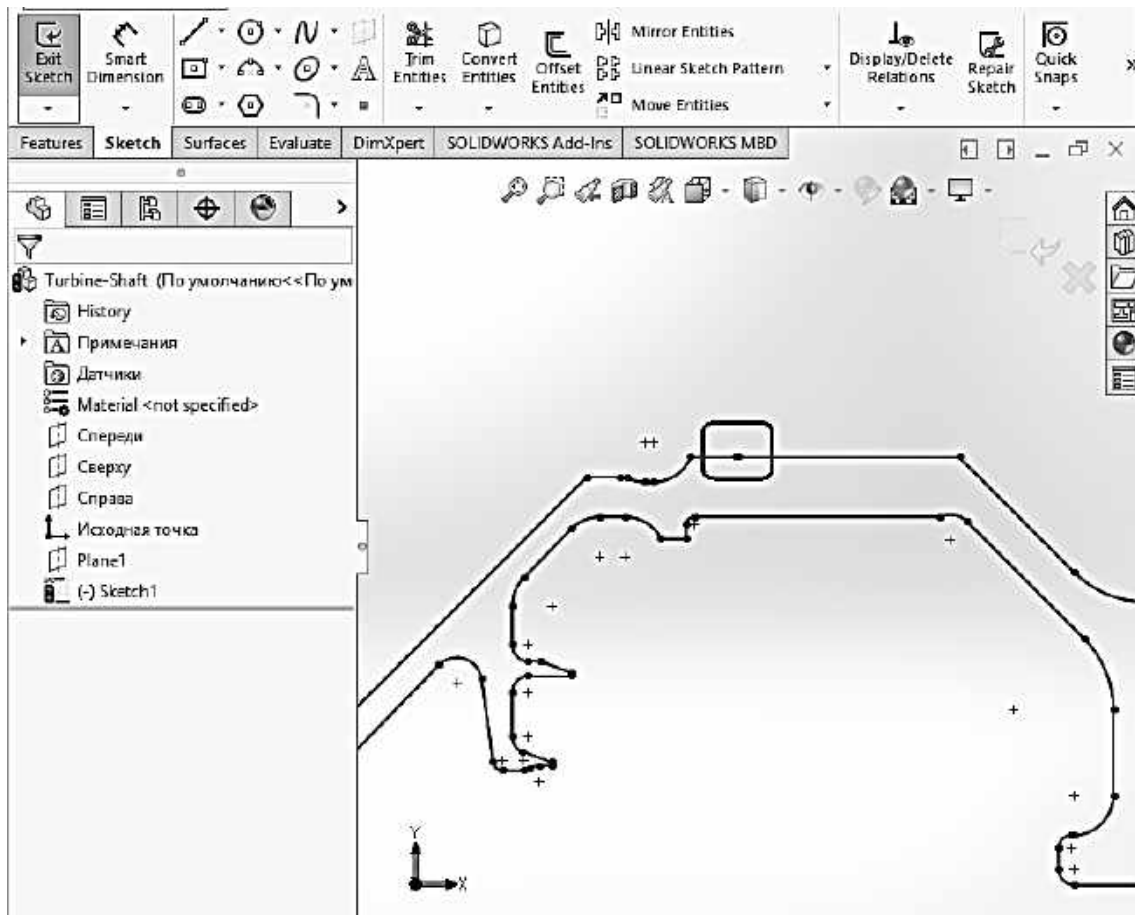 Exit Sketch
Smart Dimension
Trim Entities
Convert Entities
Offset Entities
Mirror Entities
Linear Sketch Pattern
Move Entities
Display/Delete Relations
Repair Sketch
Quick Snaps
»
Features Sketch Surfaces Evaluate DimXpert SOLIDWORKS Add-Ins SOLIDWORKS MBD
Turbine-Shaft (По умолчанию<<По ум
History
Примечания
Датчики
Material <not specified>
Спереди
Сверху
Справа
Исходная точка
Plane1
(-) Sketch1
Y
X